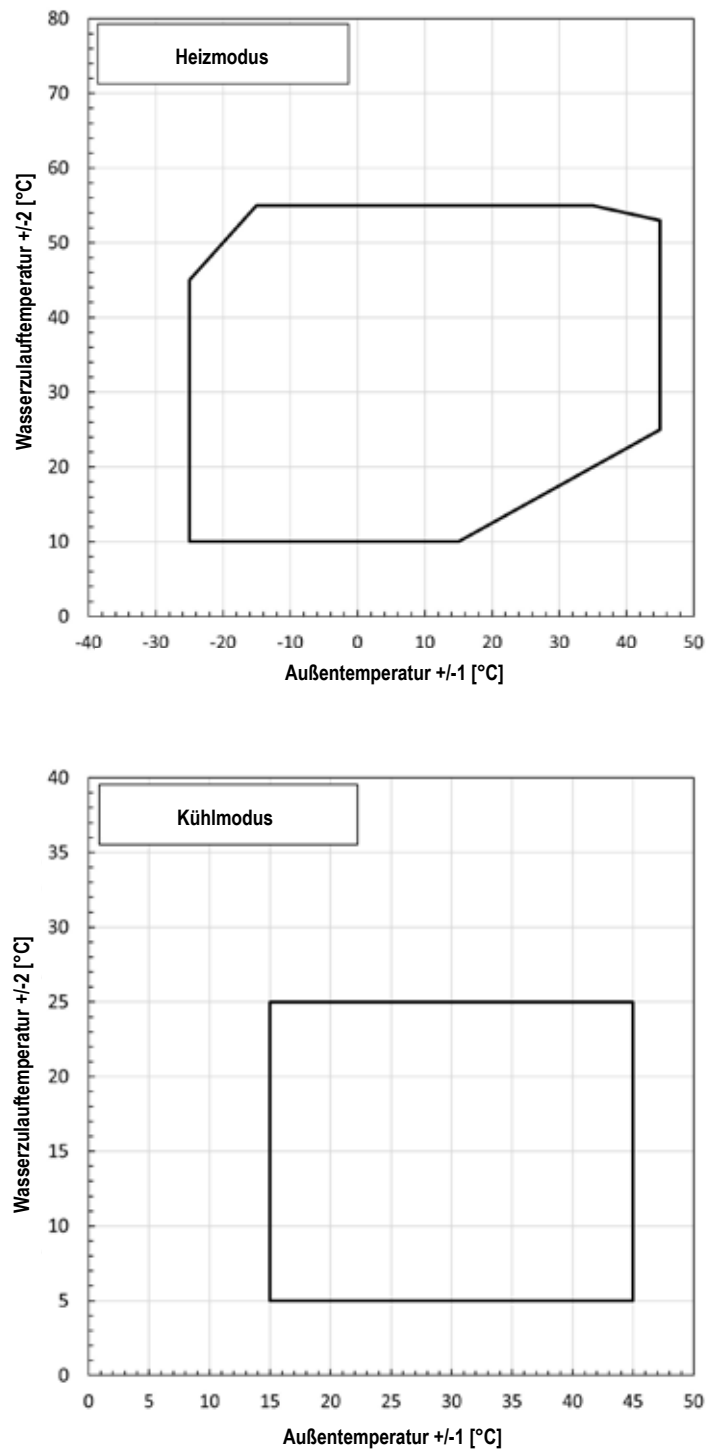 80
Heizmodus
70
60
50
40
30
20
10
0
Wasserzulauftemperatur +/-2 [°C]
-40 -30 -20 -10 0 10 20 30 40 50
Außentemperatur +/-1 [°C]
40
Kühlmodus
35
30
25
20
15
10
5
0
Wasserzulauftemperatur +/-2 [°C]
0 5 10 15 20 25 30 35 40 45 50
Außentemperatur +/-1 [°C]